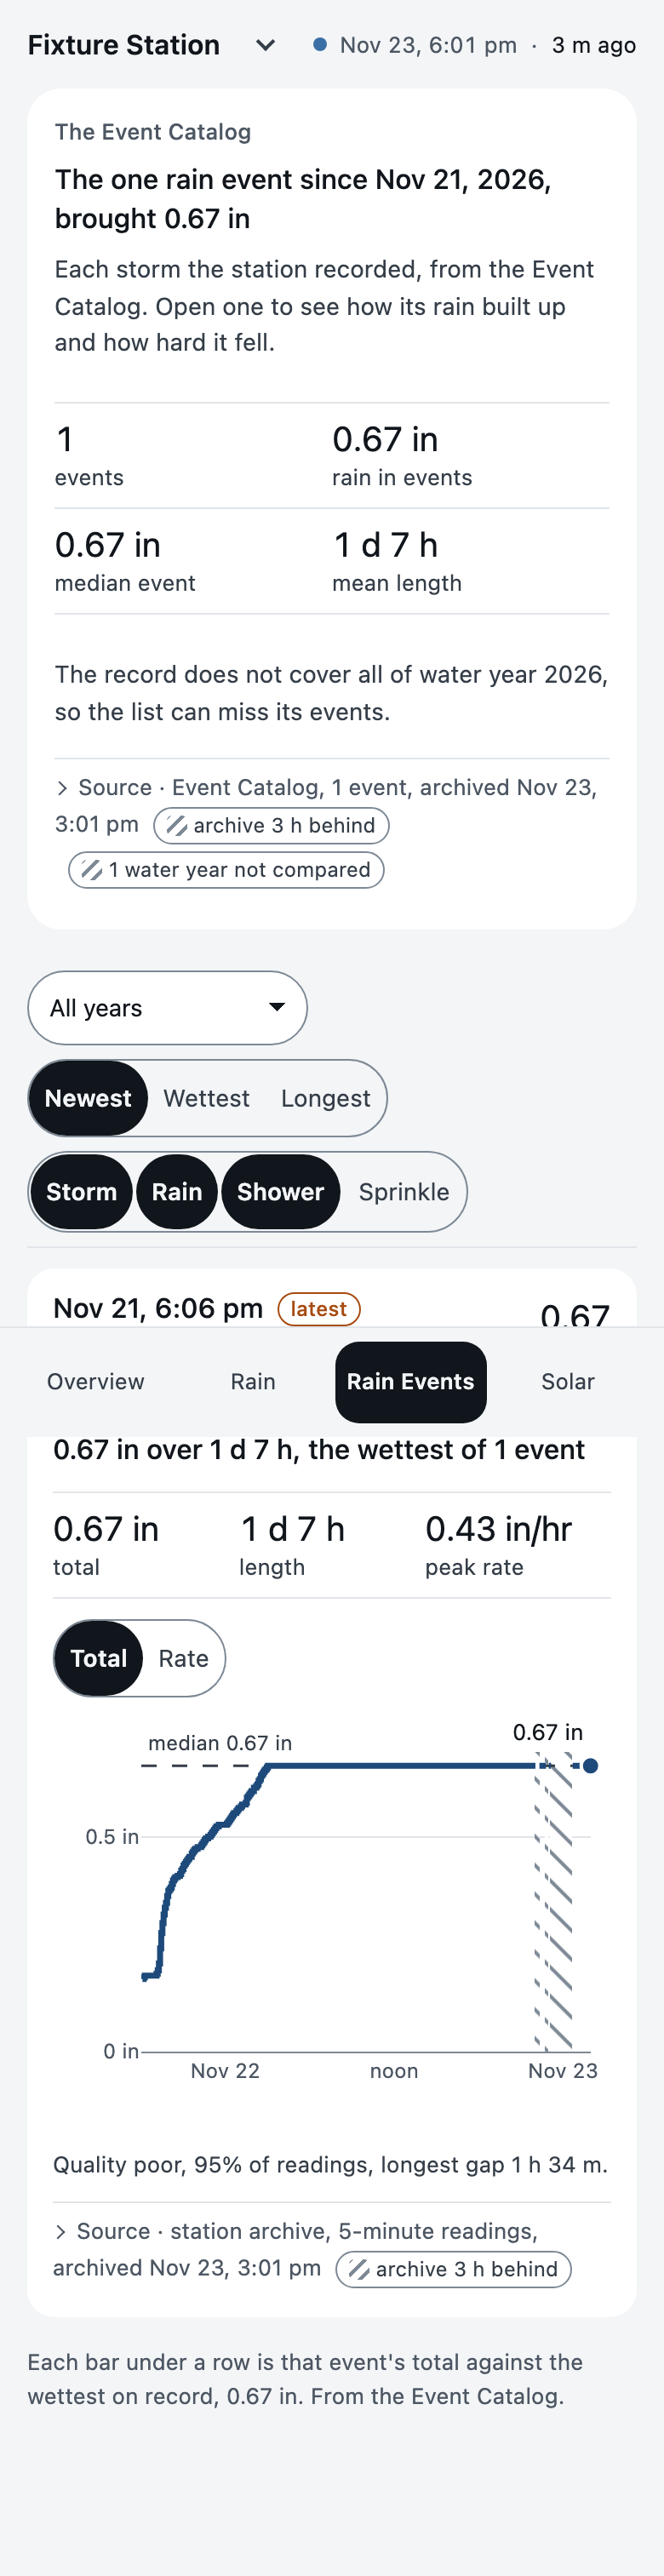 Fixture Station
Nov 23, 6:01 pm · 3 m ago
The Event Catalog
The one rain event since Nov 21, 2026,
brought 0.67 in
Each storm the station recorded, from the Event
Catalog. Open one to see how its rain built up
and how hard it fell.
1
events
0.67 in
rain in events
0.67 in
median event
1 d 7 h
mean length
The record does not cover all of water year 2026,
so the list can miss its events.
Source · Event Catalog, 1 event, archived Nov 23,
3:01 pm archive 3 h behind
1 water year not compared
All years
Newest Wettest Longest
Storm Rain Shower Sprinkle
Nov 21, 6:06 pm latest 0.67
Overview Rain Rain Events Solar
0.67 in over 1 d 7 h, the wettest of 1 event
0.67 in
total
1 d 7 h
length
0.43 in/hr
peak rate
Total Rate
0.67 in
median 0.67 in
0.5 in
0 in
Nov 22 noon Nov 23
Quality poor, 95% of readings, longest gap 1 h 34 m.
Source · station archive, 5-minute readings,
archived Nov 23, 3:01 pm archive 3 h behind
Each bar under a row is that event's total against the
wettest on record, 0.67 in. From the Event Catalog.